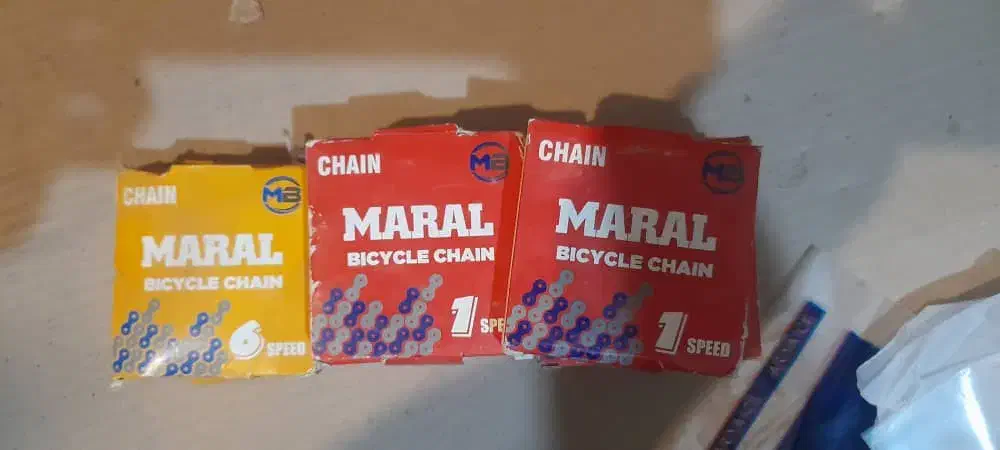 CHAIN
MB
MARAL
BICYCLE CHAIN
6 SPEED
CHAIN
MB
MARAL
BICYCLE CHAIN
1 SPE
CHAIN
MB
MARAL
BICYCLE CHAIN
1 SPEED